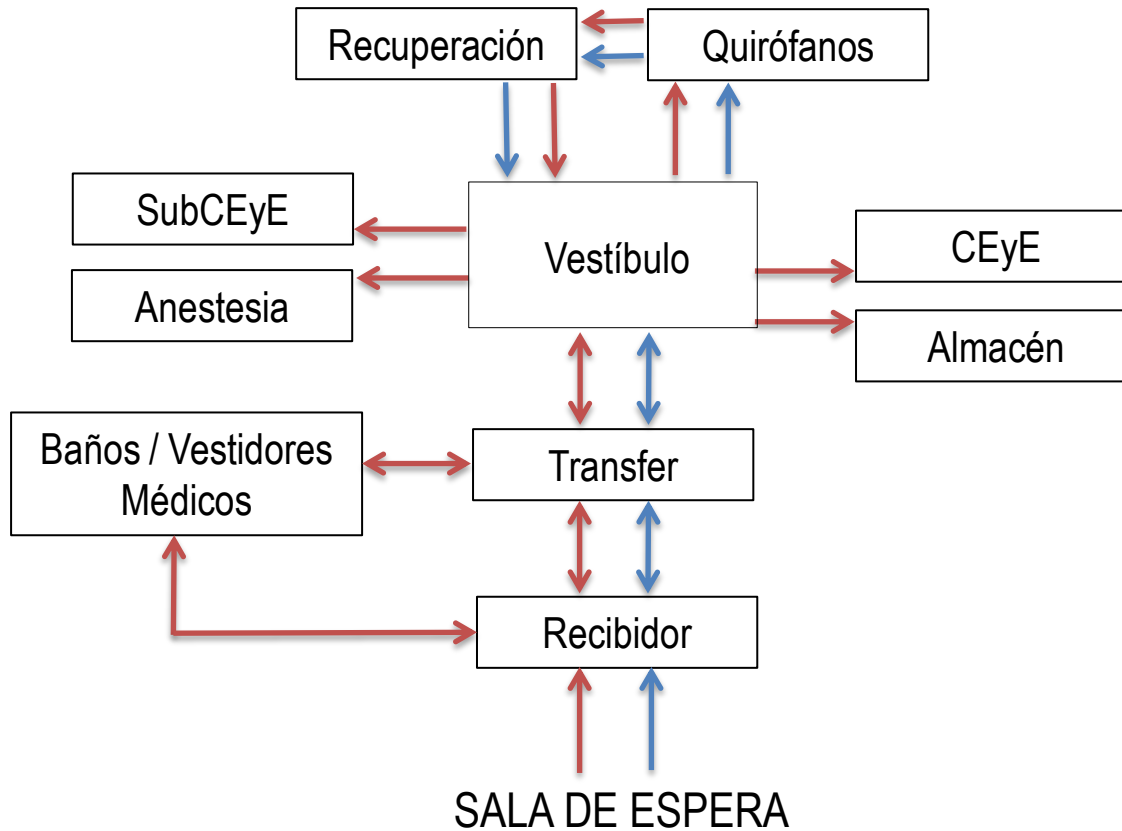 Recuperación
Quirófanos
SubCEyE
Anestesia
Vestíbulo
CEyE
Almacén
Baños / Vestidores
Médicos
Transfer
Recibidor
SALA DE ESPERA